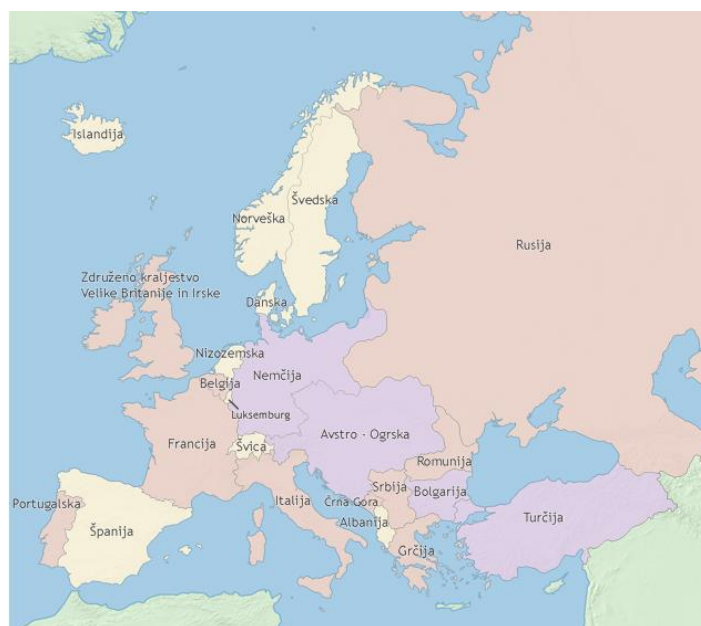 Islandija
Švedska
Norveška
Rusija
Združeno kraljestvo
Velike Britanije in Irske
Danska
Nizozemska
Nemčija
Belgija
Luksemburg
Avstro - Ogrska
Francija
Švica
Romunija
Srbija
Bolgarija
Portugalska
Italija
Črna Gora
Turčija
Albanija
Španija
Grčija